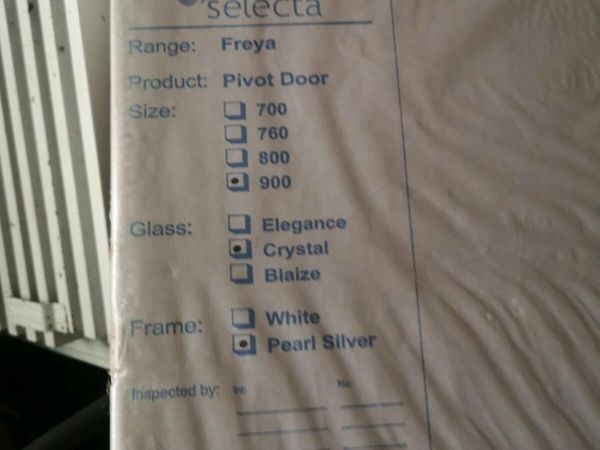 selecta
Range: Freya
Product: Pivot Door
Size: 700
760
800
900
Glass: Elegance
Crystal
Blaize
Frame: White
Pearl Silver
Inspected by: